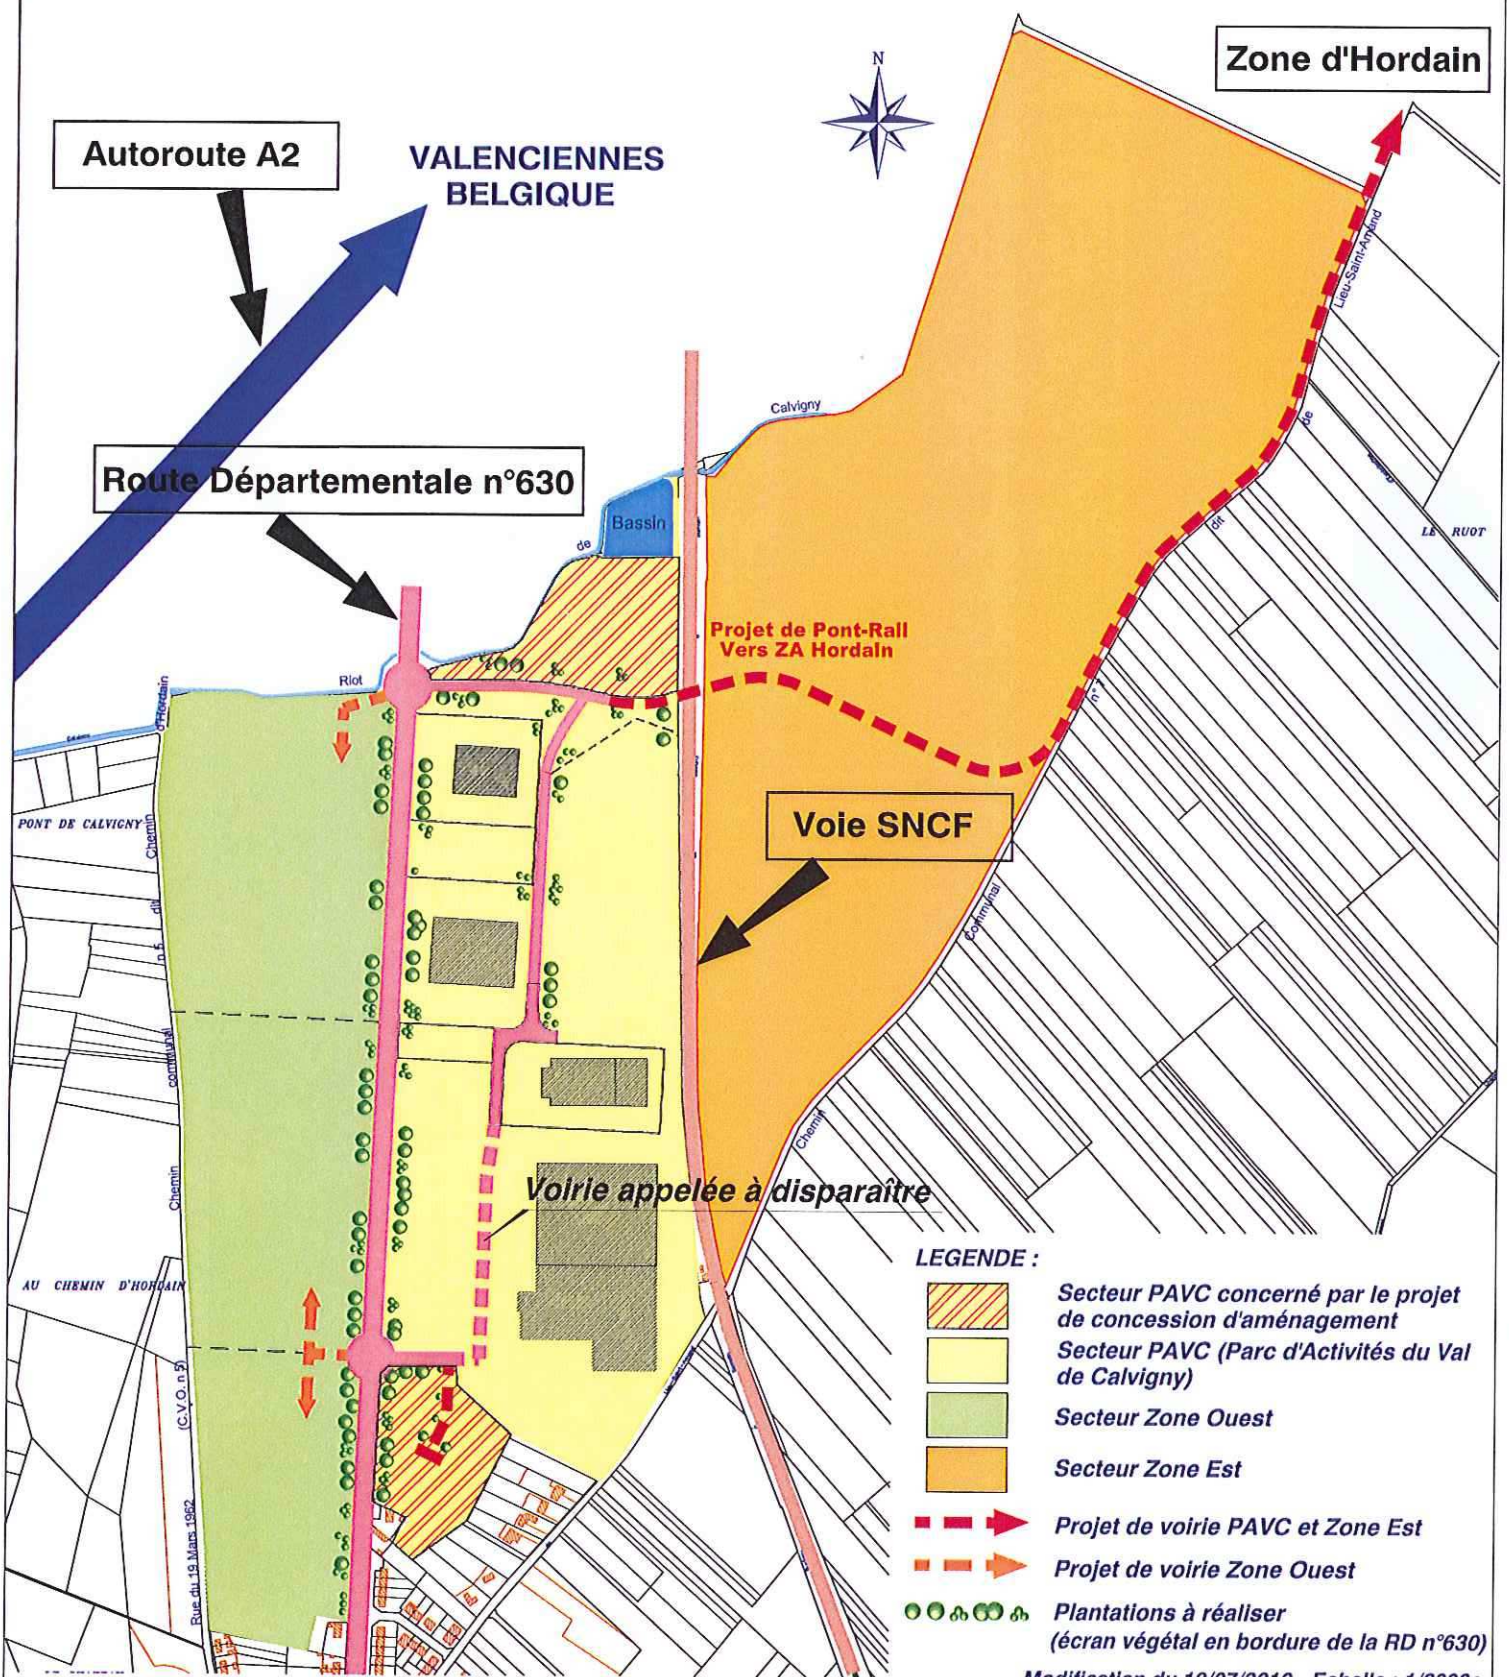 Zone d'Hordain
N
Autoroute A2
VALENCIENNES
BELGIQUE
Lieu-Saint-Amand
de
dit
n° 7
Communal
Chemin
Calvigny
Route Départementale n°630
Bassin
de
LE RUOT
Projet de Pont-Rail
Vers ZA Hordain
Riot
d'Hordain
PONT DE CALVIGNY
Voie SNCF
Chemin
dit
n 5
communal
Chemin
Voirie appelée à disparaître
AU CHEMIN D'HORDAIN
(C.V.O. n 5)
Rue du 19 Mars 1962
LEGENDE :
Secteur PAVC concerné par le projet
de concession d'aménagement
Secteur PAVC (Parc d'Activités du Val
de Calvigny)
Secteur Zone Ouest
Secteur Zone Est
Projet de voirie PAVC et Zone Est
Projet de voirie Zone Ouest
Plantations à réaliser
(écran végétal en bordure de la RD n°630)